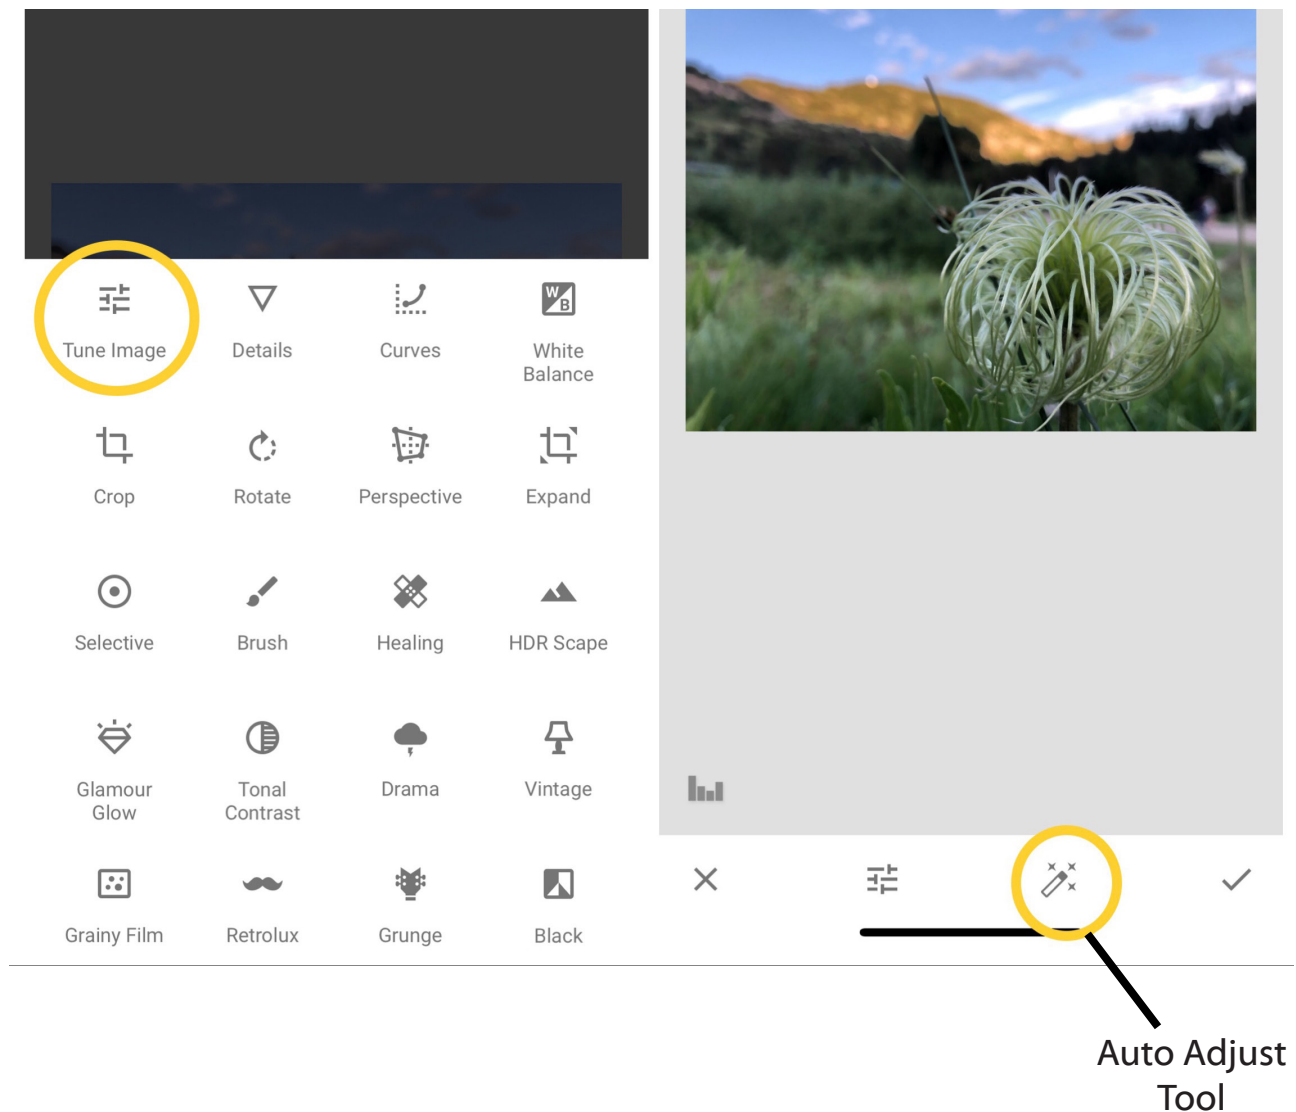 Tune Image
Details
Curves
W
B
White
Balance
Crop
Rotate
Perspective
Expand
Selective
Brush
Healing
HDR Scape
Glamour
Glow
Tonal
Contrast
Drama
Vintage
Grainy Film
Retrolux
Grunge
Black
Auto Adjust
Tool